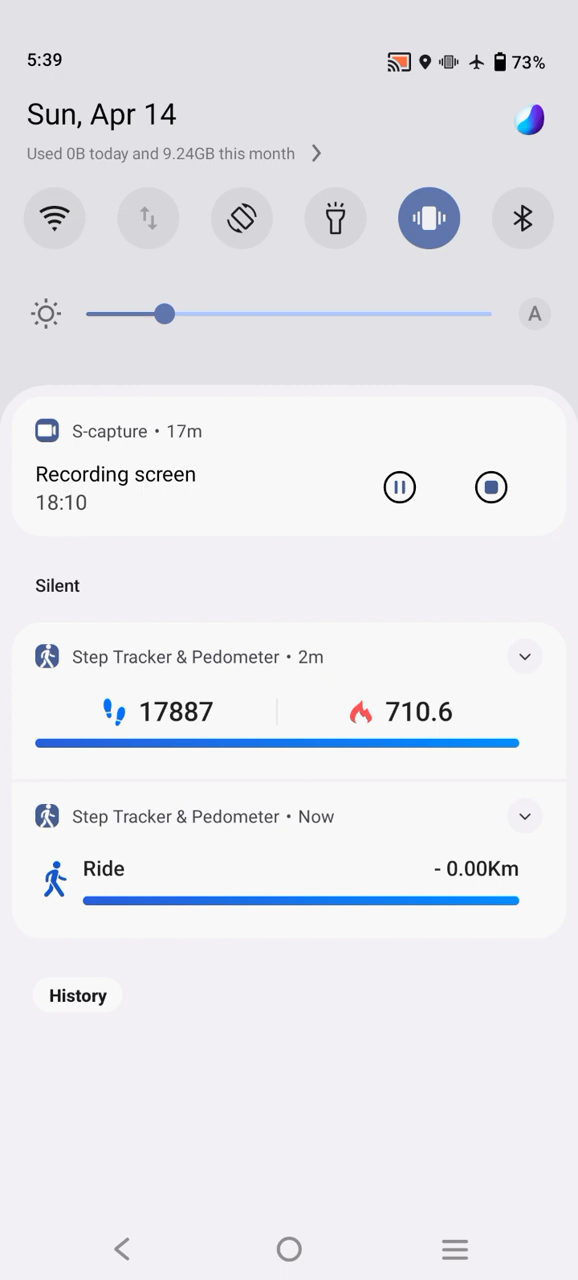 5:39
73%
Sun, Apr 14
Used 0B today and 9.24GB this month
A
S-capture • 17m
Recording screen
18:10
Silent
Step Tracker & Pedometer • 2m
17887
710.6
Step Tracker & Pedometer • Now
Ride
- 0.00Km
History